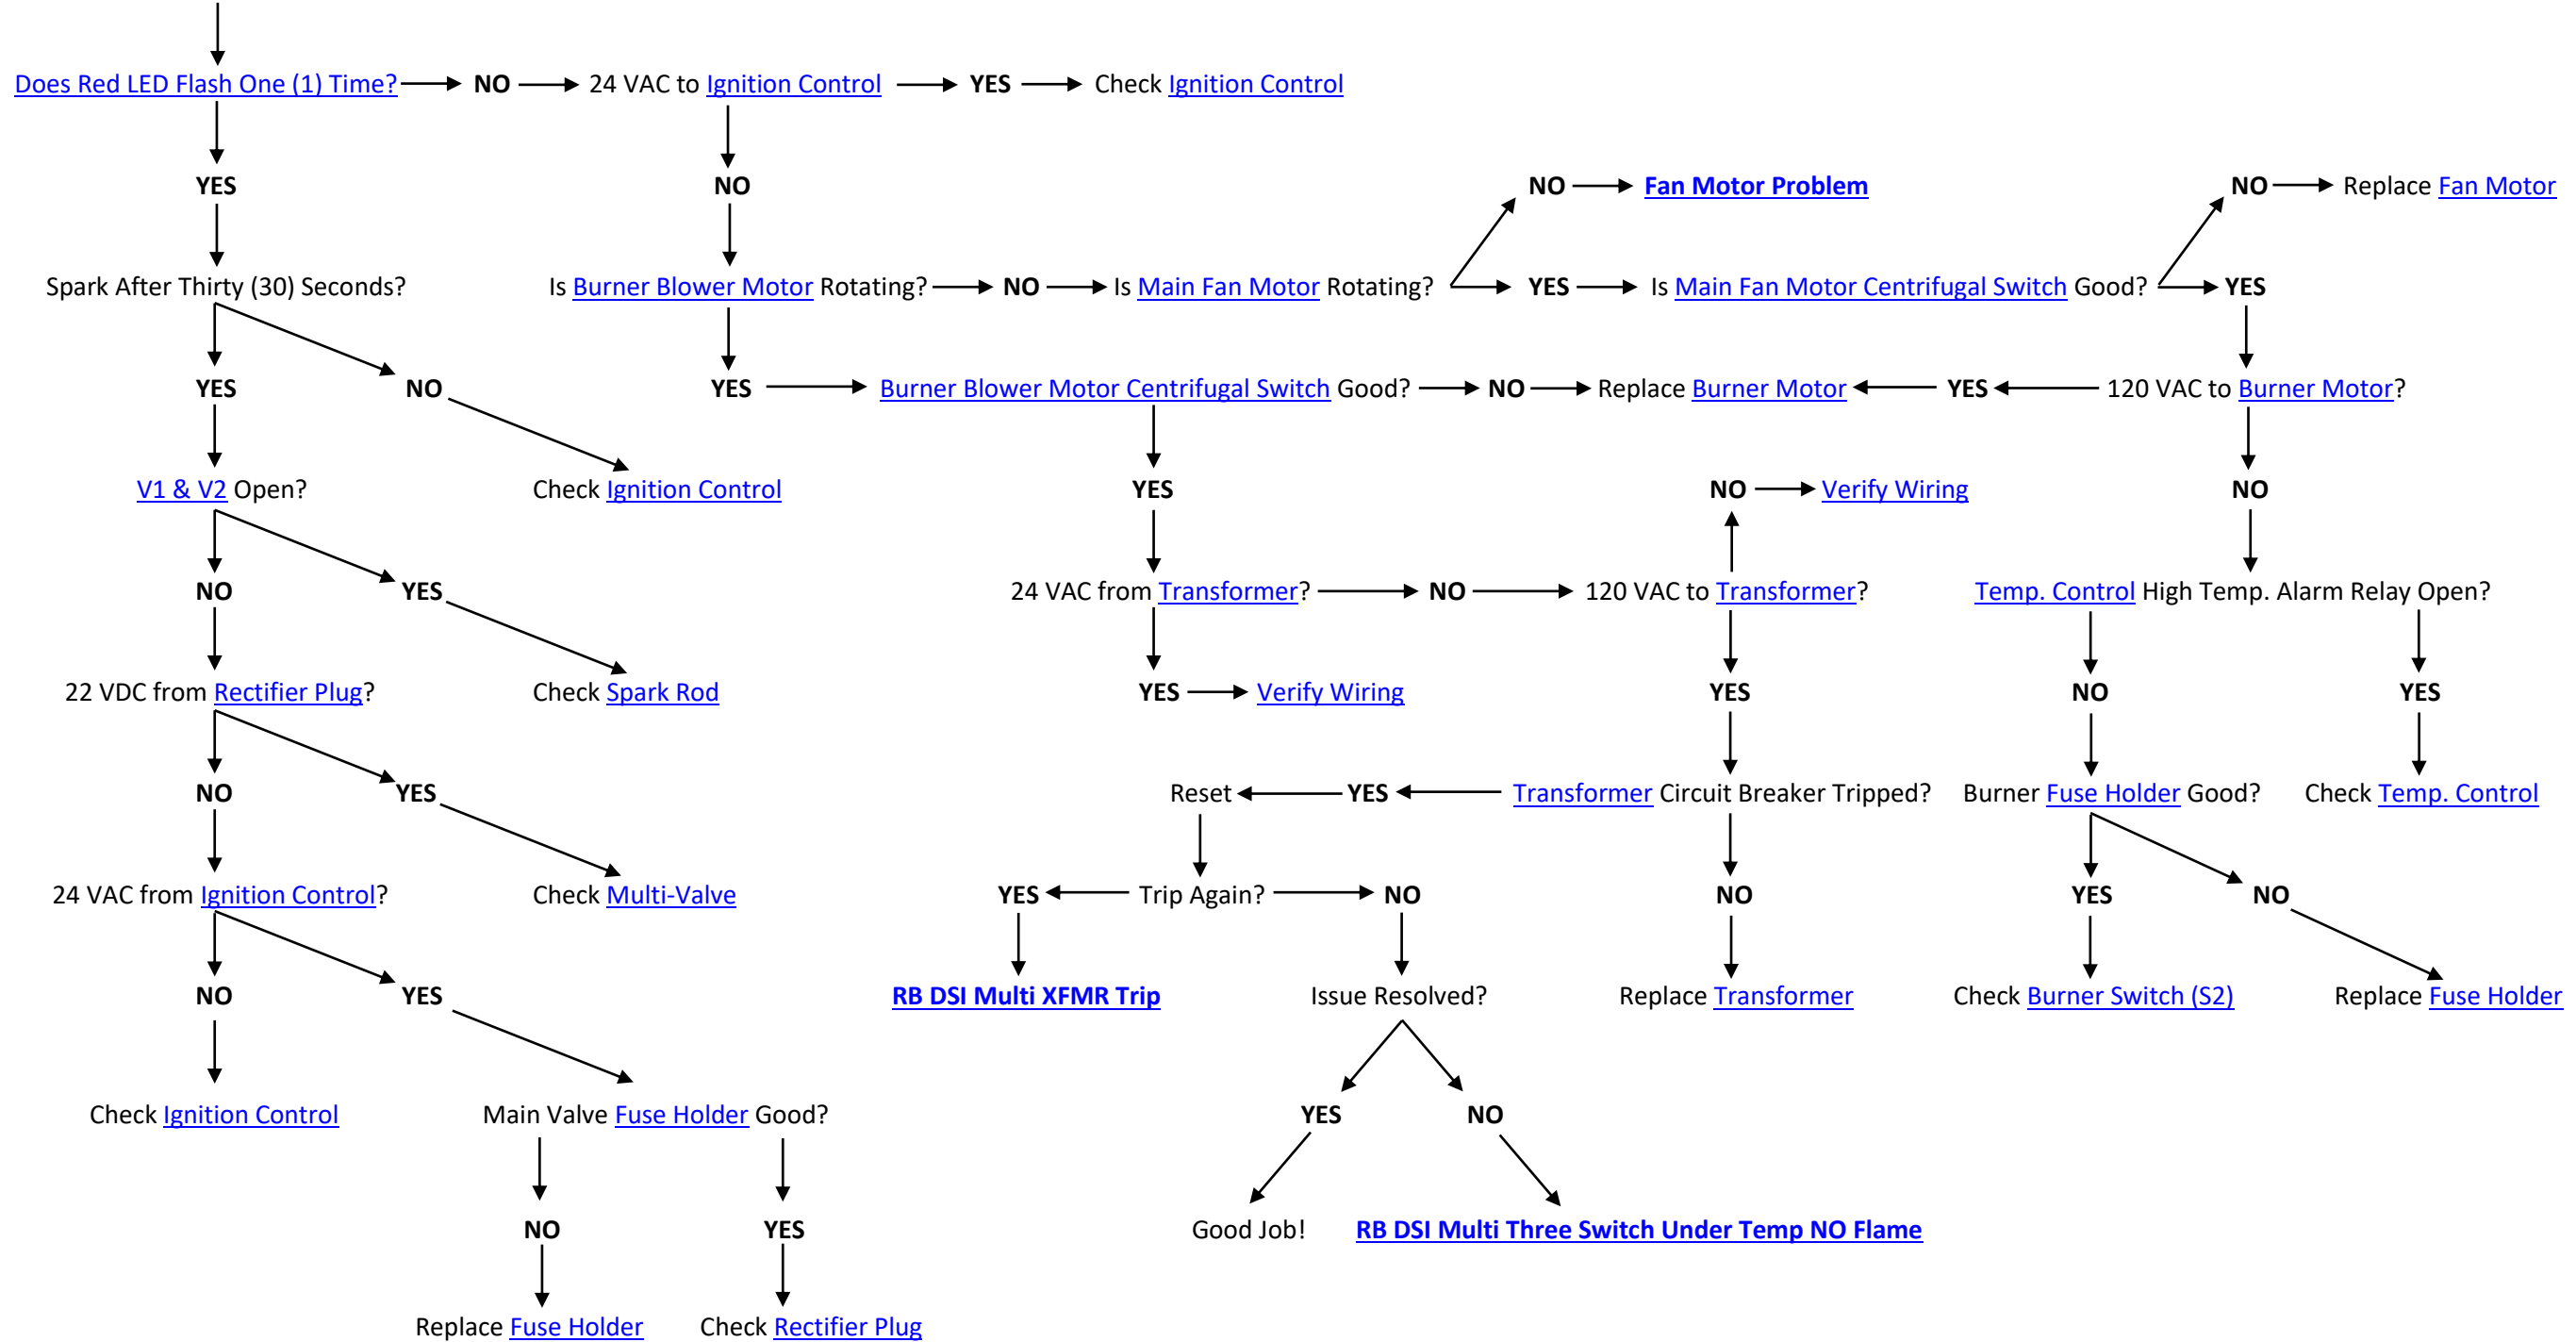 Does Red LED Flash One (1) Time? NO 24 VAC to Ignition Control YES Check Ignition Control
YES NO NO Fan Motor Problem NO Replace Fan Motor
Spark After Thirty (30) Seconds? Is Burner Blower Motor Rotating? NO Is Main Fan Motor Rotating? YES Is Main Fan Motor Centrifugal Switch Good? YES
YES NO YES Burner Blower Motor Centrifugal Switch Good? NO Replace Burner Motor YES 120 VAC to Burner Motor?
V1 & V2 Open? Check Ignition Control YES NO Verify Wiring NO
NO YES 24 VAC from Transformer? NO 120 VAC to Transformer? Temp. Control High Temp. Alarm Relay Open?
22 VDC from Rectifier Plug? Check Spark Rod YES Verify Wiring YES NO YES
NO YES Reset YES Transformer Circuit Breaker Tripped? Burner Fuse Holder Good? Check Temp. Control
24 VAC from Ignition Control? Check Multi-Valve YES Trip Again? NO NO YES NO
NO YES RB DSI Multi XFMR Trip Issue Resolved? Replace Transformer Check Burner Switch (S2) Replace Fuse Holder
Check Ignition Control Main Valve Fuse Holder Good? YES NO
NO YES Good Job! RB DSI Multi Three Switch Under Temp NO Flame
Replace Fuse Holder Check Rectifier Plug